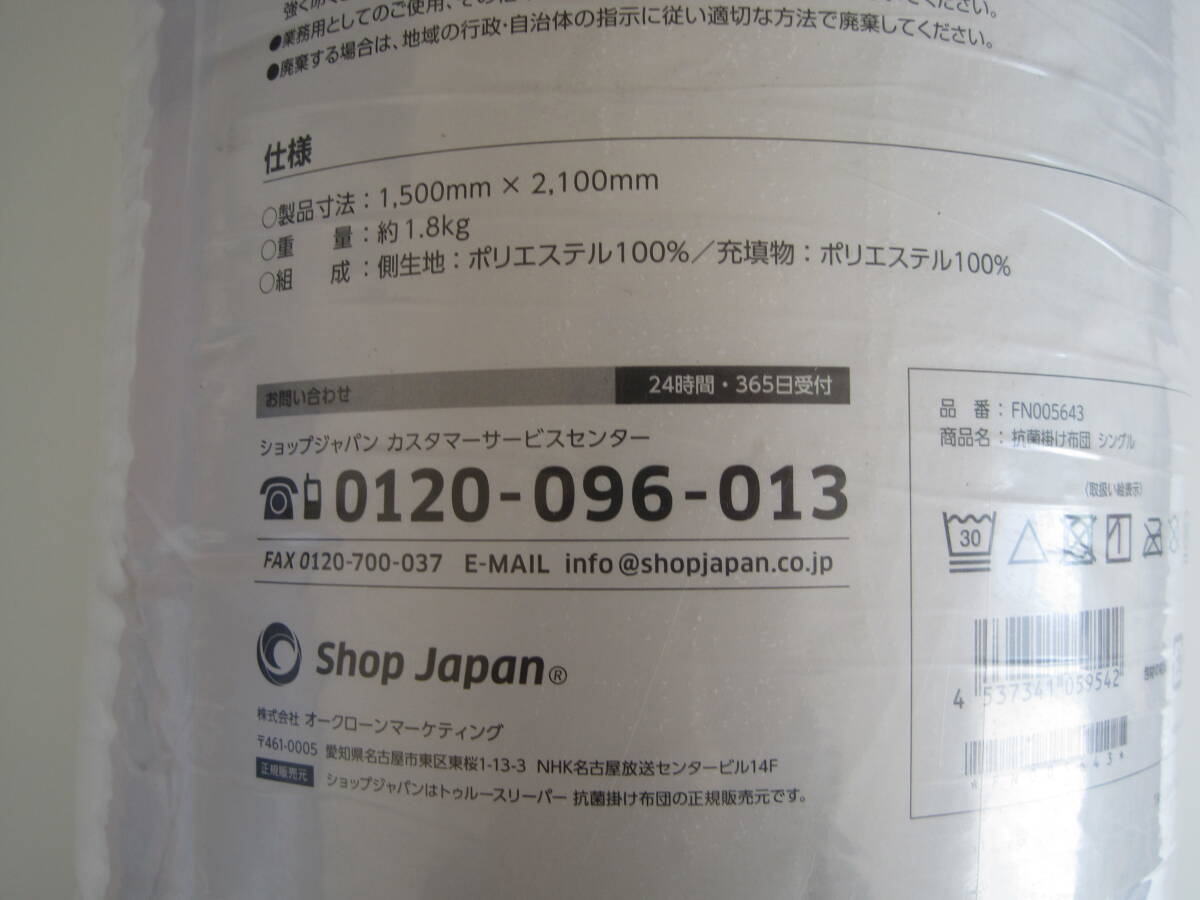 ●業務用としてのご使用、その
●廃棄する場合は、地域の行政・自治体の指示に従い適切な方法で廃棄してください。
仕様
○製品寸法：1,500mm × 2,100mm
○重　量：約1.8kg
○組　成：側生地：ポリエステル100%／充填物：ポリエステル100%
お問い合わせ 24時間・365日受付
ショップジャパン カスタマーサービスセンター
0120-096-013
FAX 0120-700-037 E-MAIL info@shopjapan.co.jp
Shop Japan®
株式会社 オークローンマーケティング
〒461-0005 愛知県名古屋市東区東桜1-13-3 NHK名古屋放送センタービル14F
正規販売元 ショップジャパンはトゥルースリーパー 抗菌掛け布団の正規販売元です。
品　番：FN005643
商品名：抗菌掛け布団 シングル
（取扱い絵表示）
30
4 537341 059542